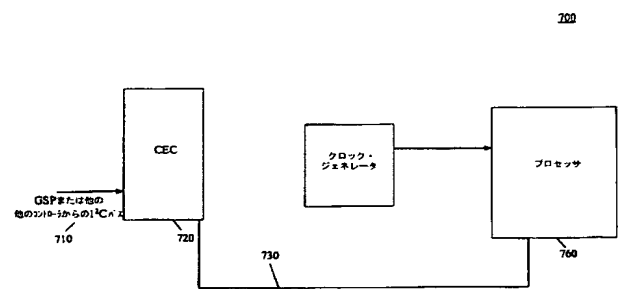 700
CEC
クロック・
ジェネレータ
プロセッサ
GSPまたは他の
他のコントローラからのI²Cバス
710
720
730
760